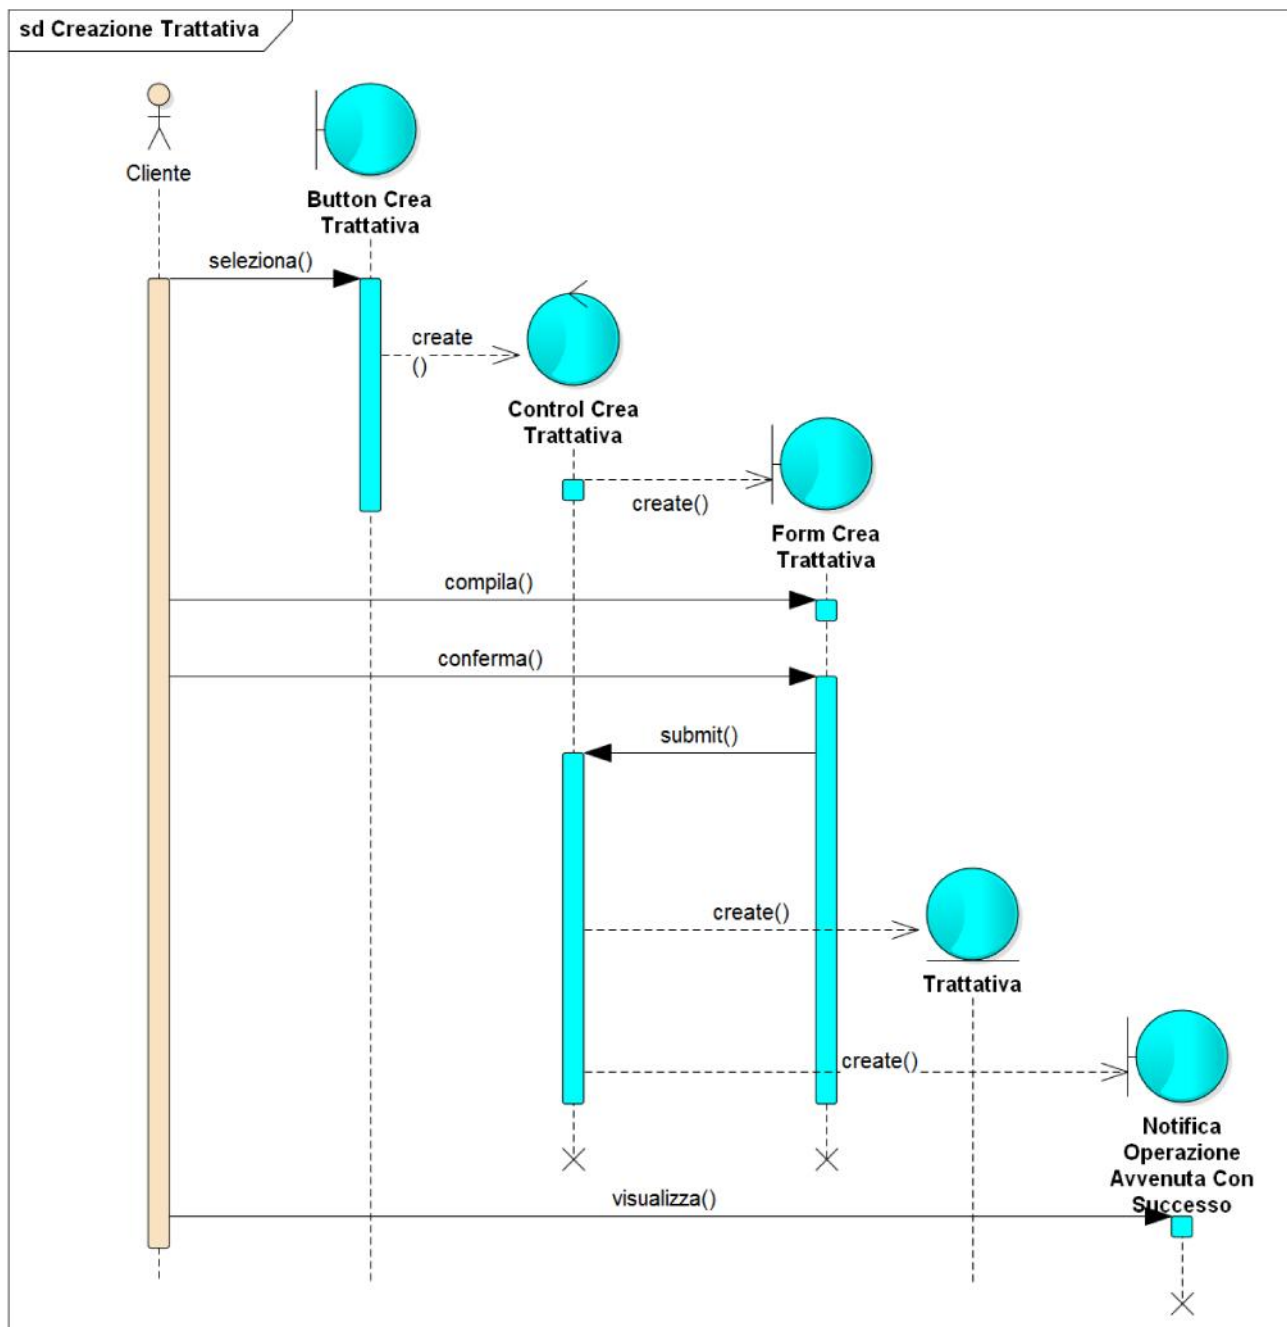 sd Creazione Trattativa
Cliente
Button Crea
Trattativa
seleziona()
create
()
Control Crea
Trattativa
create()
Form Crea
Trattativa
compila()
conferma()
submit()
create()
Trattativa
create()
Notifica
Operazione
Avvenuta Con
Successo
visualizza()